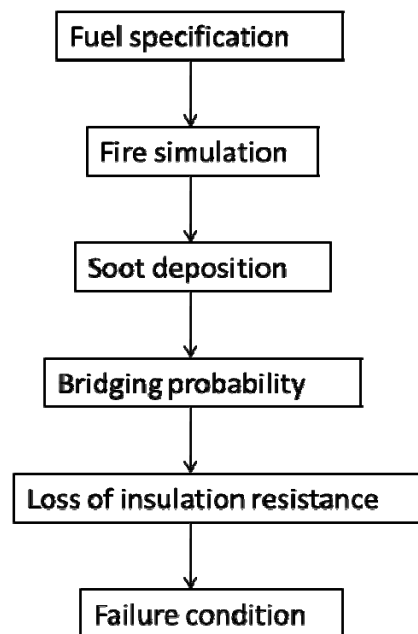 Fuel specification
Fire simulation
Soot deposition
Bridging probability
Loss of insulation resistance
Failure condition